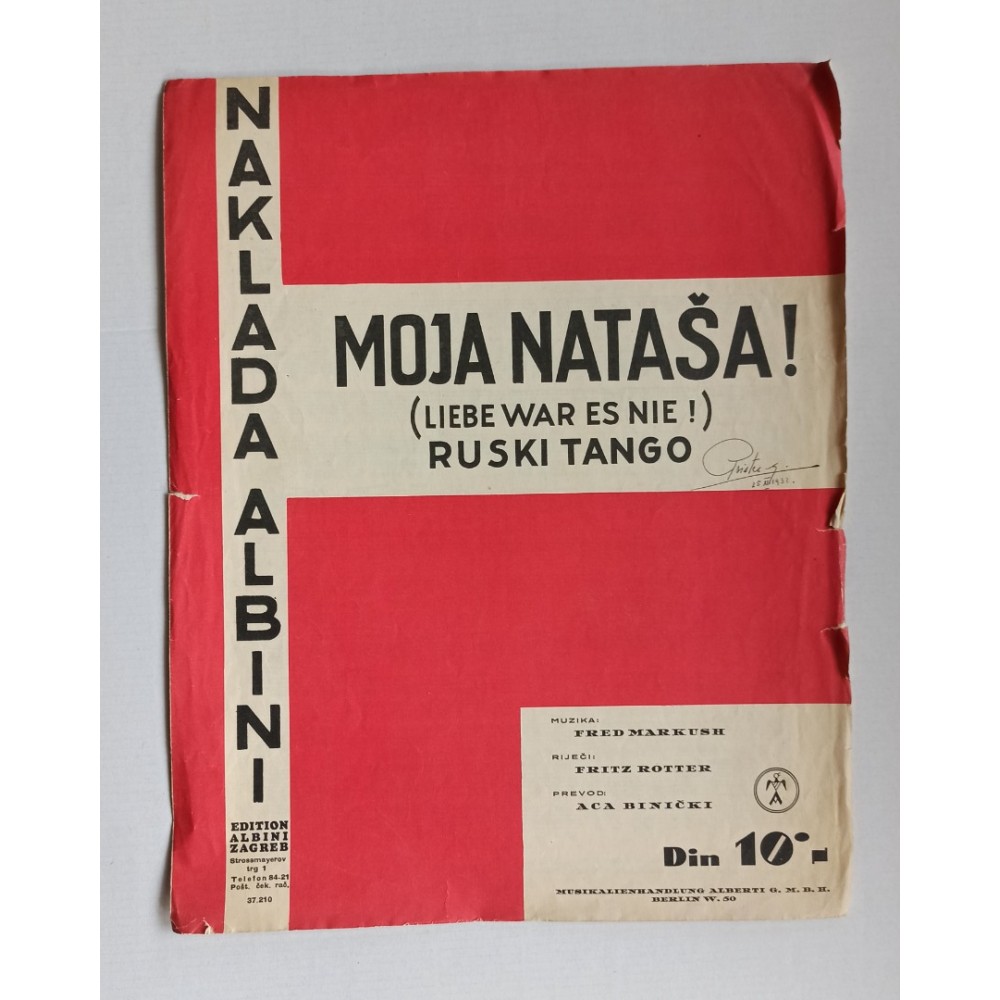 NAKLADA ALBINI
MOJA NATAŠA!
(LIEBE WAR ES NIE!)
RUSKI TANGO
MUZIKA:
FRED MARKUSH
RIJEČI:
FRITZ ROTTER
PREVOD:
ACA BINIČKI
Din 10·-
MUSIKALIENHANDLUNG ALBERTI G. M. B. H.
BERLIN W. 50
EDITION
ALBINI
ZAGREB
Strossmayerov
trg 1
Telefon 84-21
Pošt. ček. rač,
37.210